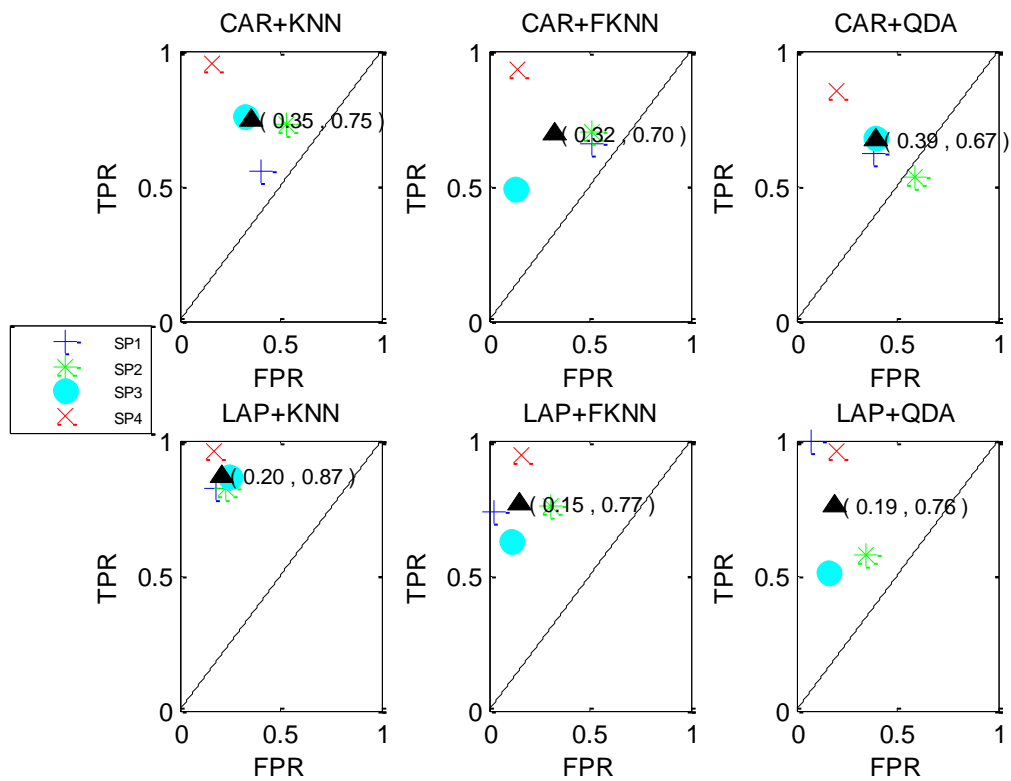 CAR+KNN
1
TPR
0.5
0
( 0.35 , 0.75 )
0 0.5 1
FPR
CAR+FKNN
1
TPR
0.5
0
( 0.32 , 0.70 )
0 0.5 1
FPR
CAR+QDA
1
TPR
0.5
0
( 0.39 , 0.67 )
0 0.5 1
FPR
SP1
SP2
SP3
SP4
LAP+KNN
1
TPR
0.5
0
( 0.20 , 0.87 )
0 0.5 1
FPR
LAP+FKNN
1
TPR
0.5
0
( 0.15 , 0.77 )
0 0.5 1
FPR
LAP+QDA
1
TPR
0.5
0
( 0.19 , 0.76 )
0 0.5 1
FPR